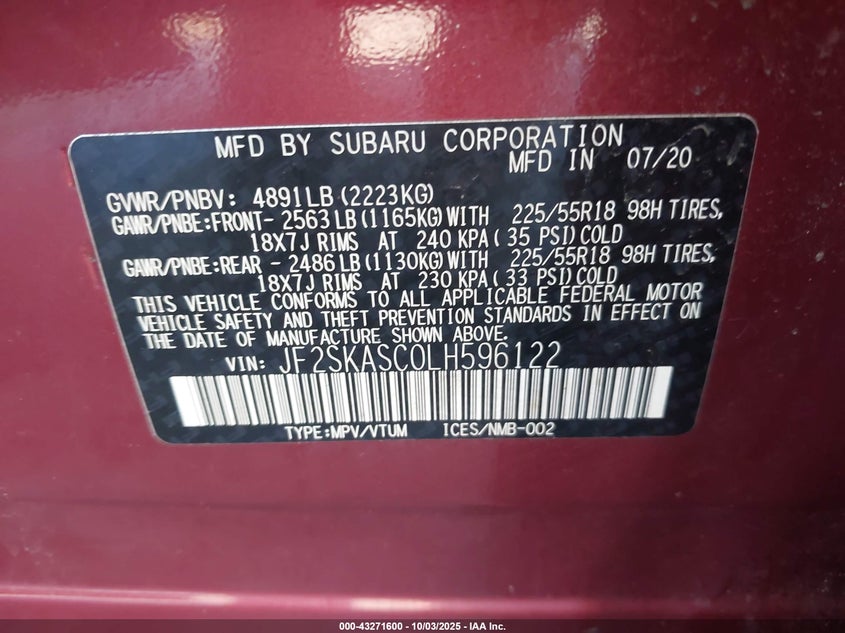 MFD BY SUBARU CORPORATION
MFD IN 07/20
GVWR/PNBV: 4891LB (2223KG)
GAWR/PNBE:FRONT- 2563LB (1165KG)WITH 225/55R18 98H TIRES,
18X7J RIMS AT 240 KPA ( 35 PSI)COLD
GAWR/PNBE:REAR - 2486LB (1130KG)WITH 225/55R18 98H TIRES,
18X7J RIMS AT 230 KPA ( 33 PSI)COLD
THIS VEHICLE CONFORMS TO ALL APPLICABLE FEDERAL MOTOR
VEHICLE SAFETY AND THEFT PREVENTION STANDARDS IN EFFECT ON
THE DATE OF MANUFACTURE SHOWN ABOVE.
VIN: JF2SKASC0LH596122
TYPE:MPV/VTUM ICES/NMB-002
000-43271600 - 10/03/2025 - IAA Inc.